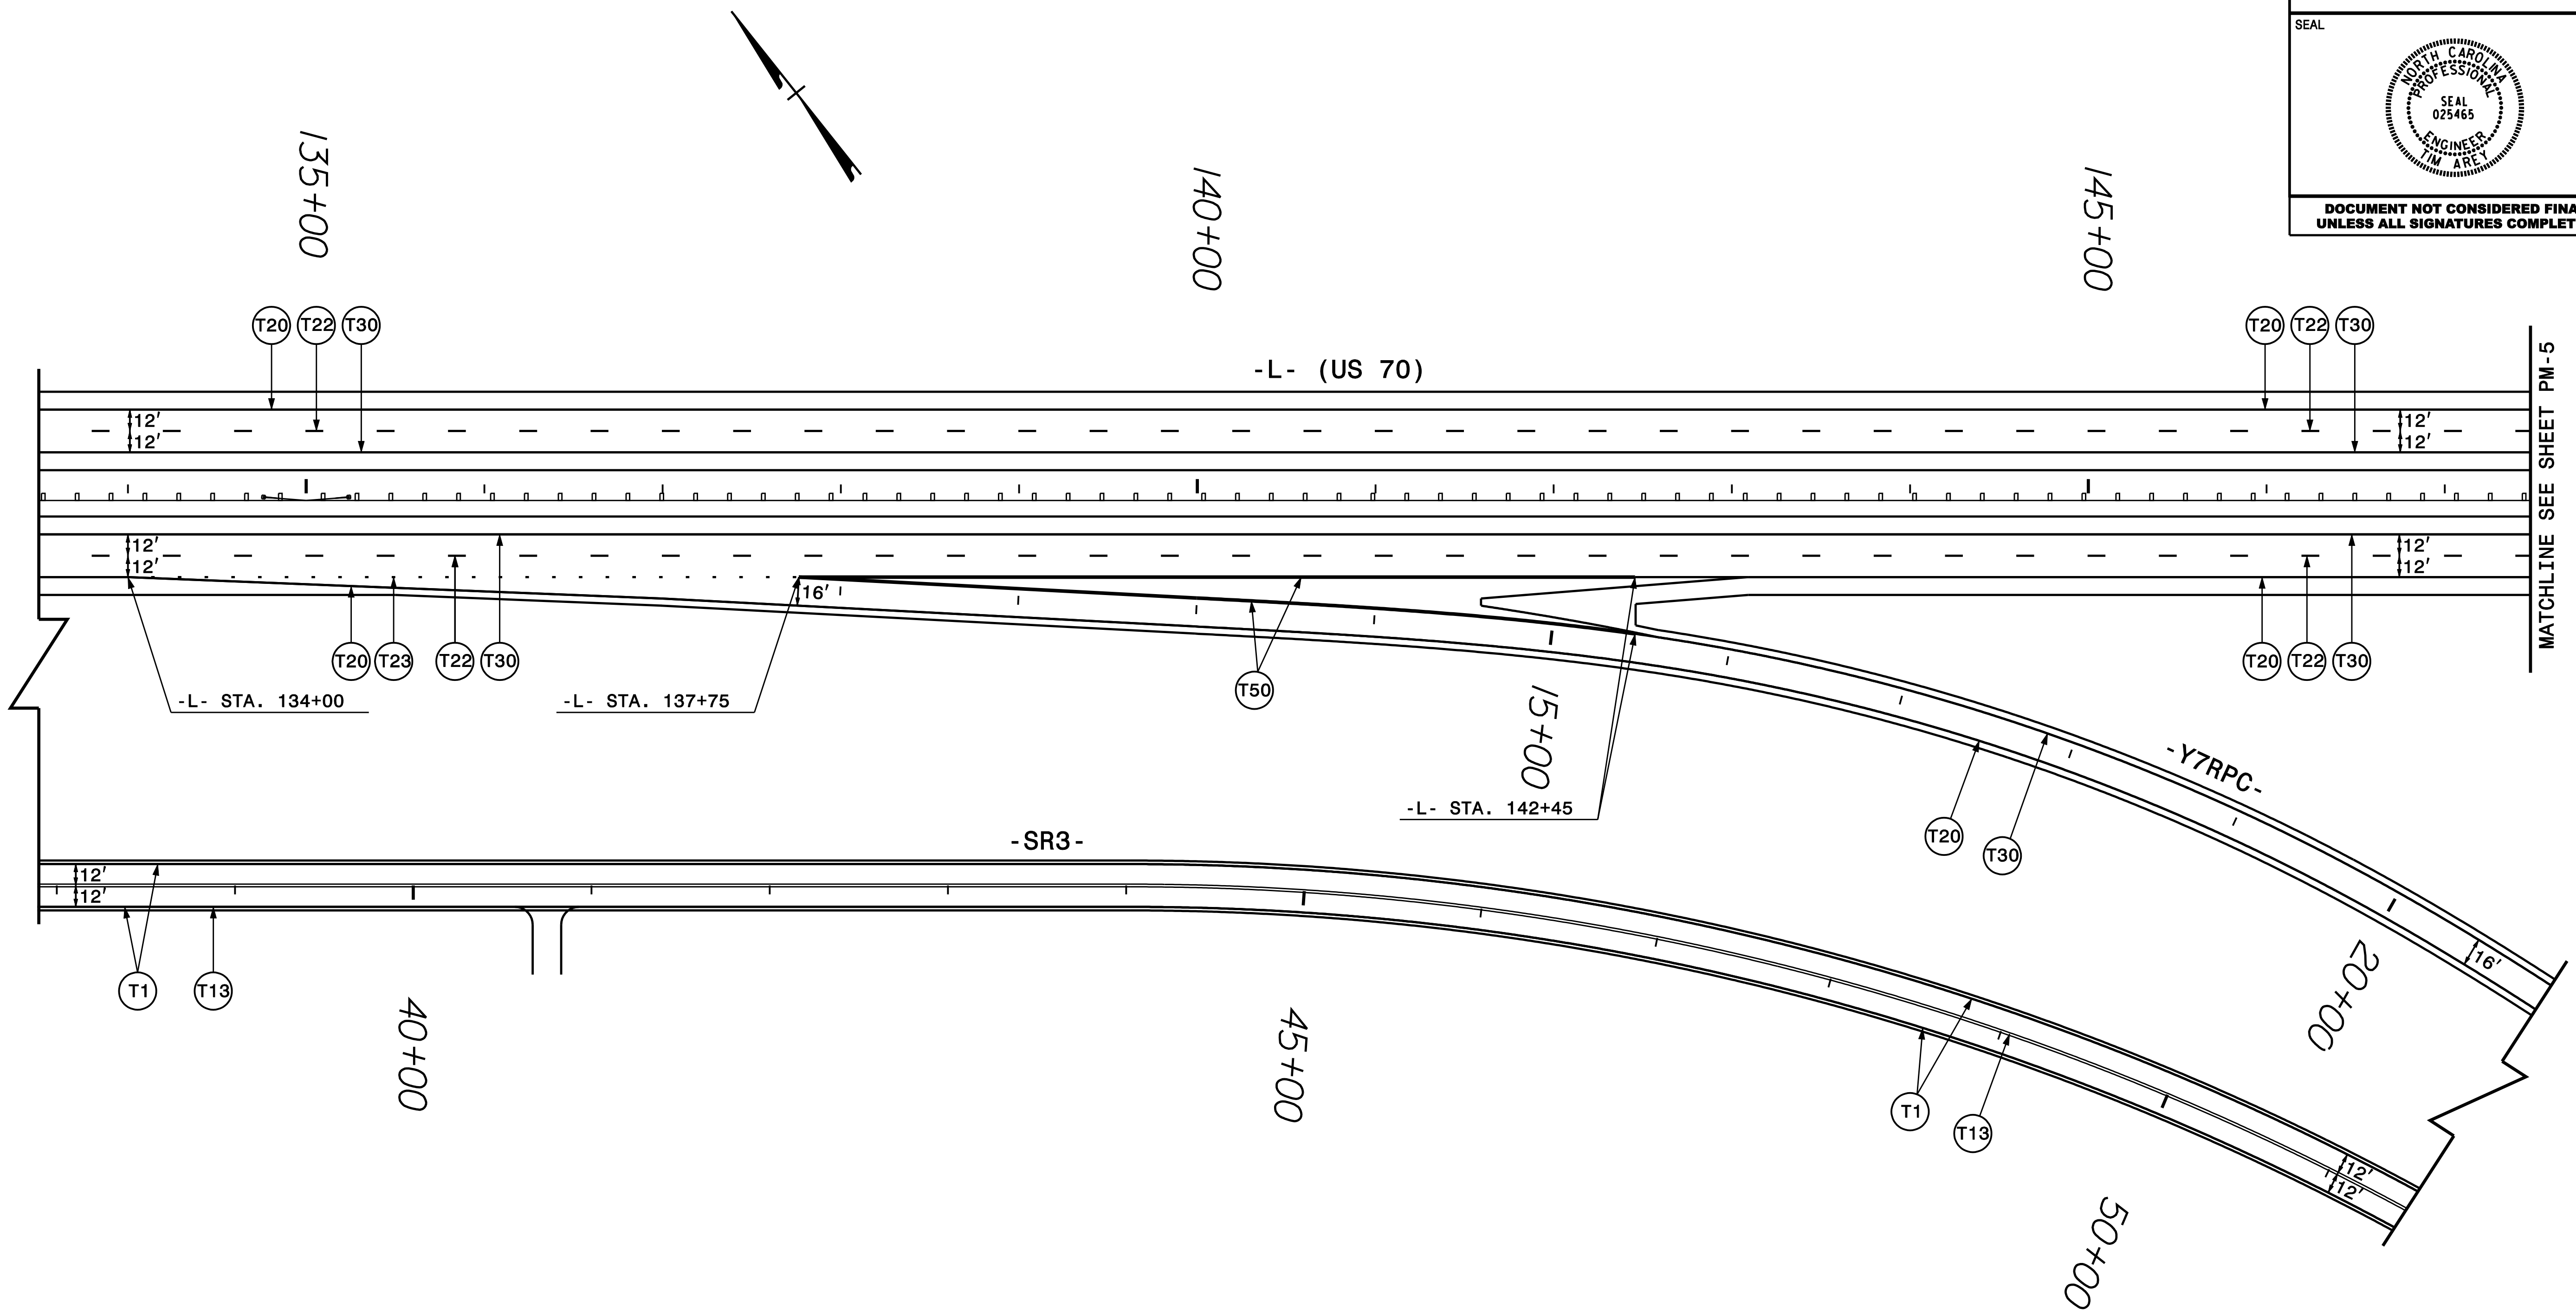 SEAL
NORTH CAROLINA
PROFESSIONAL
SEAL
025465
ENGINEER
TIM AREY
DOCUMENT NOT CONSIDERED FINA
UNLESS ALL SIGNATURES COMPLET
135+00
140+00
145+00
T20 T22 T30
T20 T22 T30
-L- (US 70)
12'
12'
12'
12'
MATCHLINE SEE SHEET PM-5
12'
12'
12'
12'
16'
T20 T23 T22 T30
T50
T20 T22 T30
-L- STA. 134+00
-L- STA. 137+75
15+00
-L- STA. 142+45
-Y7RPC-
T20
T30
-SR3-
12'
12'
16'
20+00
T1
T13
40+00
45+00
T1
T13
12'
12'
50+00